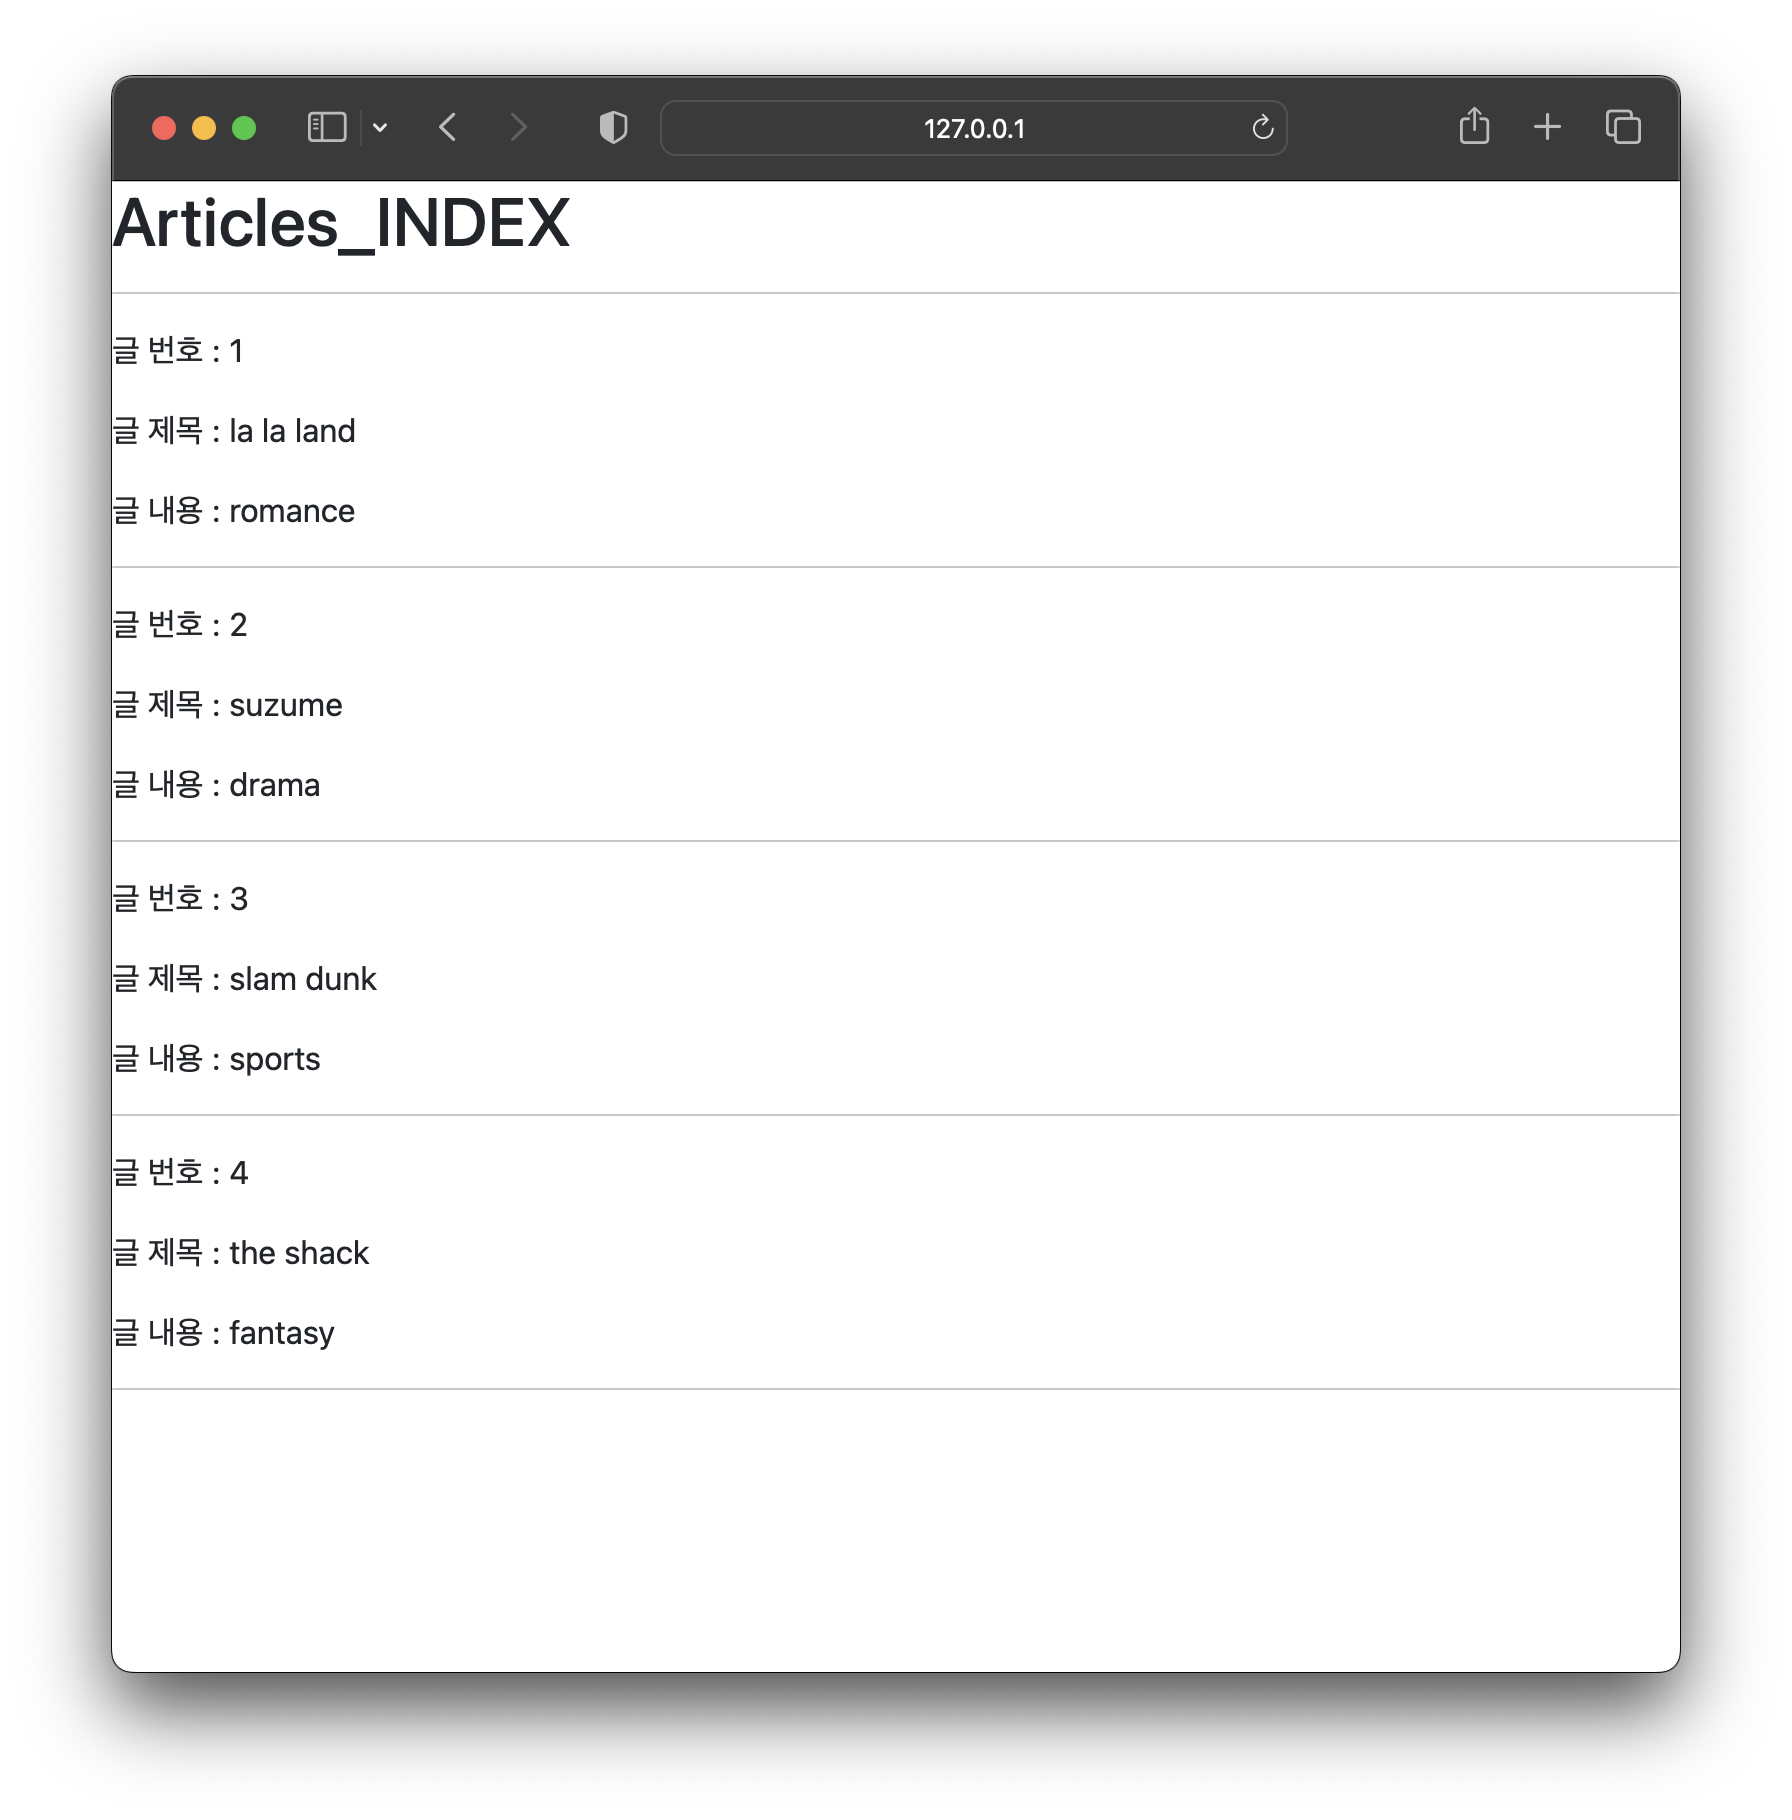 127.0.0.1
Articles_INDEX
글 번호 : 1
글 제목 : la la land
글 내용 : romance
글 번호 : 2
글 제목 : suzume
글 내용 : drama
글 번호 : 3
글 제목 : slam dunk
글 내용 : sports
글 번호 : 4
글 제목 : the shack
글 내용 : fantasy